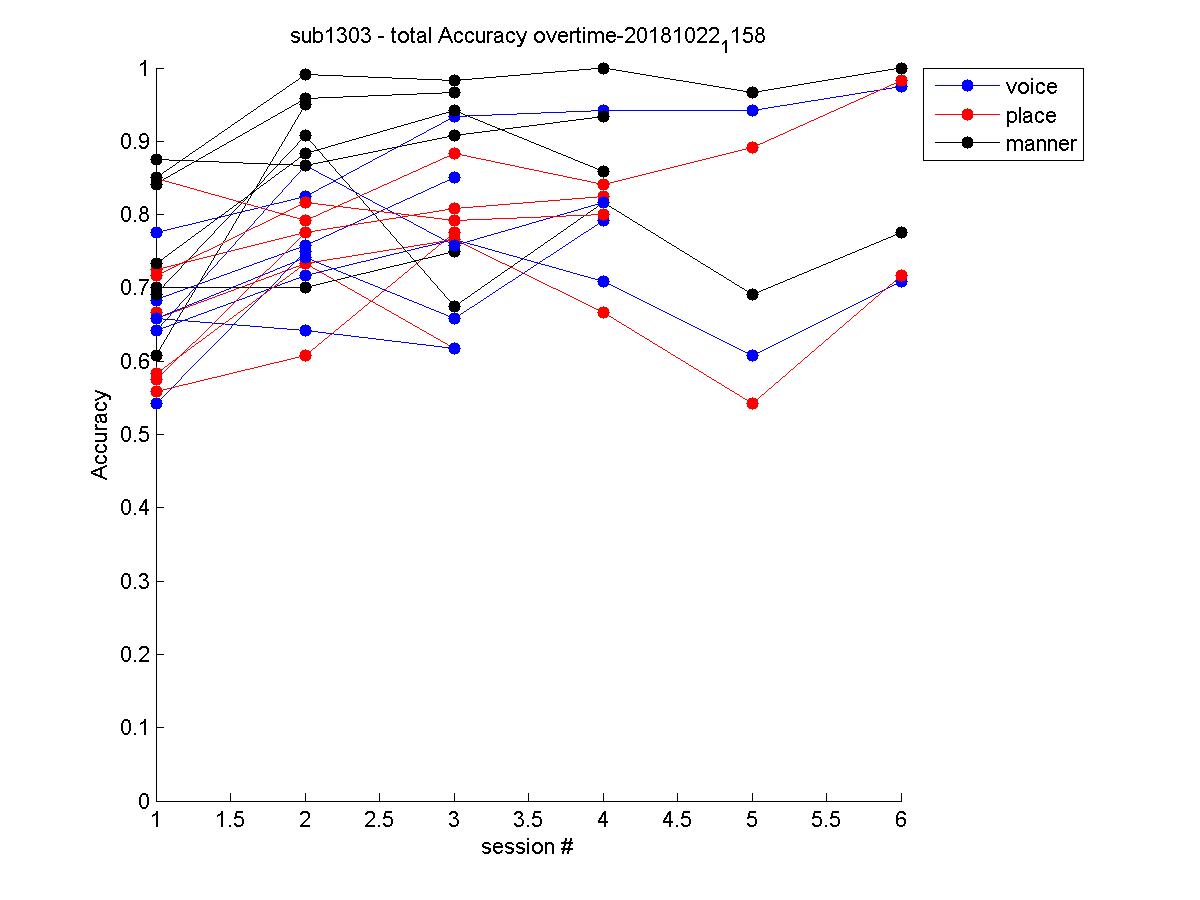 sub1303 - total Accuracy overtime-20181022₁158
voice
place
manner
1
0.9
0.8
0.7
0.6
0.5
0.4
0.3
0.2
0.1
0
Accuracy
1 1.5 2 2.5 3 3.5 4 4.5 5 5.5 6
session #